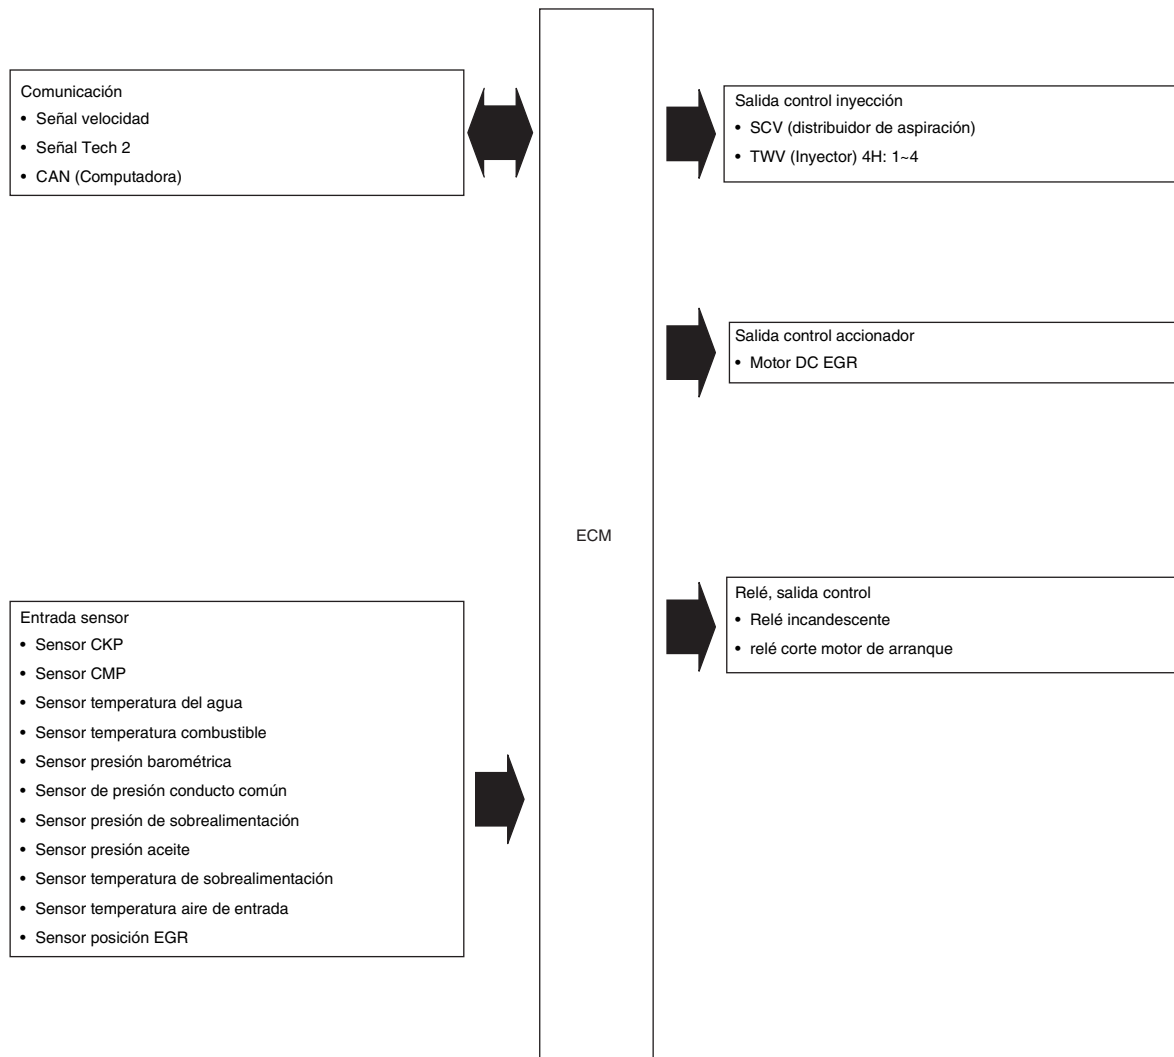 Comunicación
• Señal velocidad
• Señal Tech 2
• CAN (Computadora)
Entrada sensor
• Sensor CKP
• Sensor CMP
• Sensor temperatura del agua
• Sensor temperatura combustible
• Sensor presión barométrica
• Sensor de presión conducto común
• Sensor presión de sobrealimentación
• Sensor presión aceite
• Sensor temperatura de sobrealimentación
• Sensor temperatura aire de entrada
• Sensor posición EGR
ECM
Salida control inyección
• SCV (distribuidor de aspiración)
• TWV (Inyector) 4H: 1~4
Salida control accionador
• Motor DC EGR
Relé, salida control
• Relé incandescente
• relé corte motor de arranque